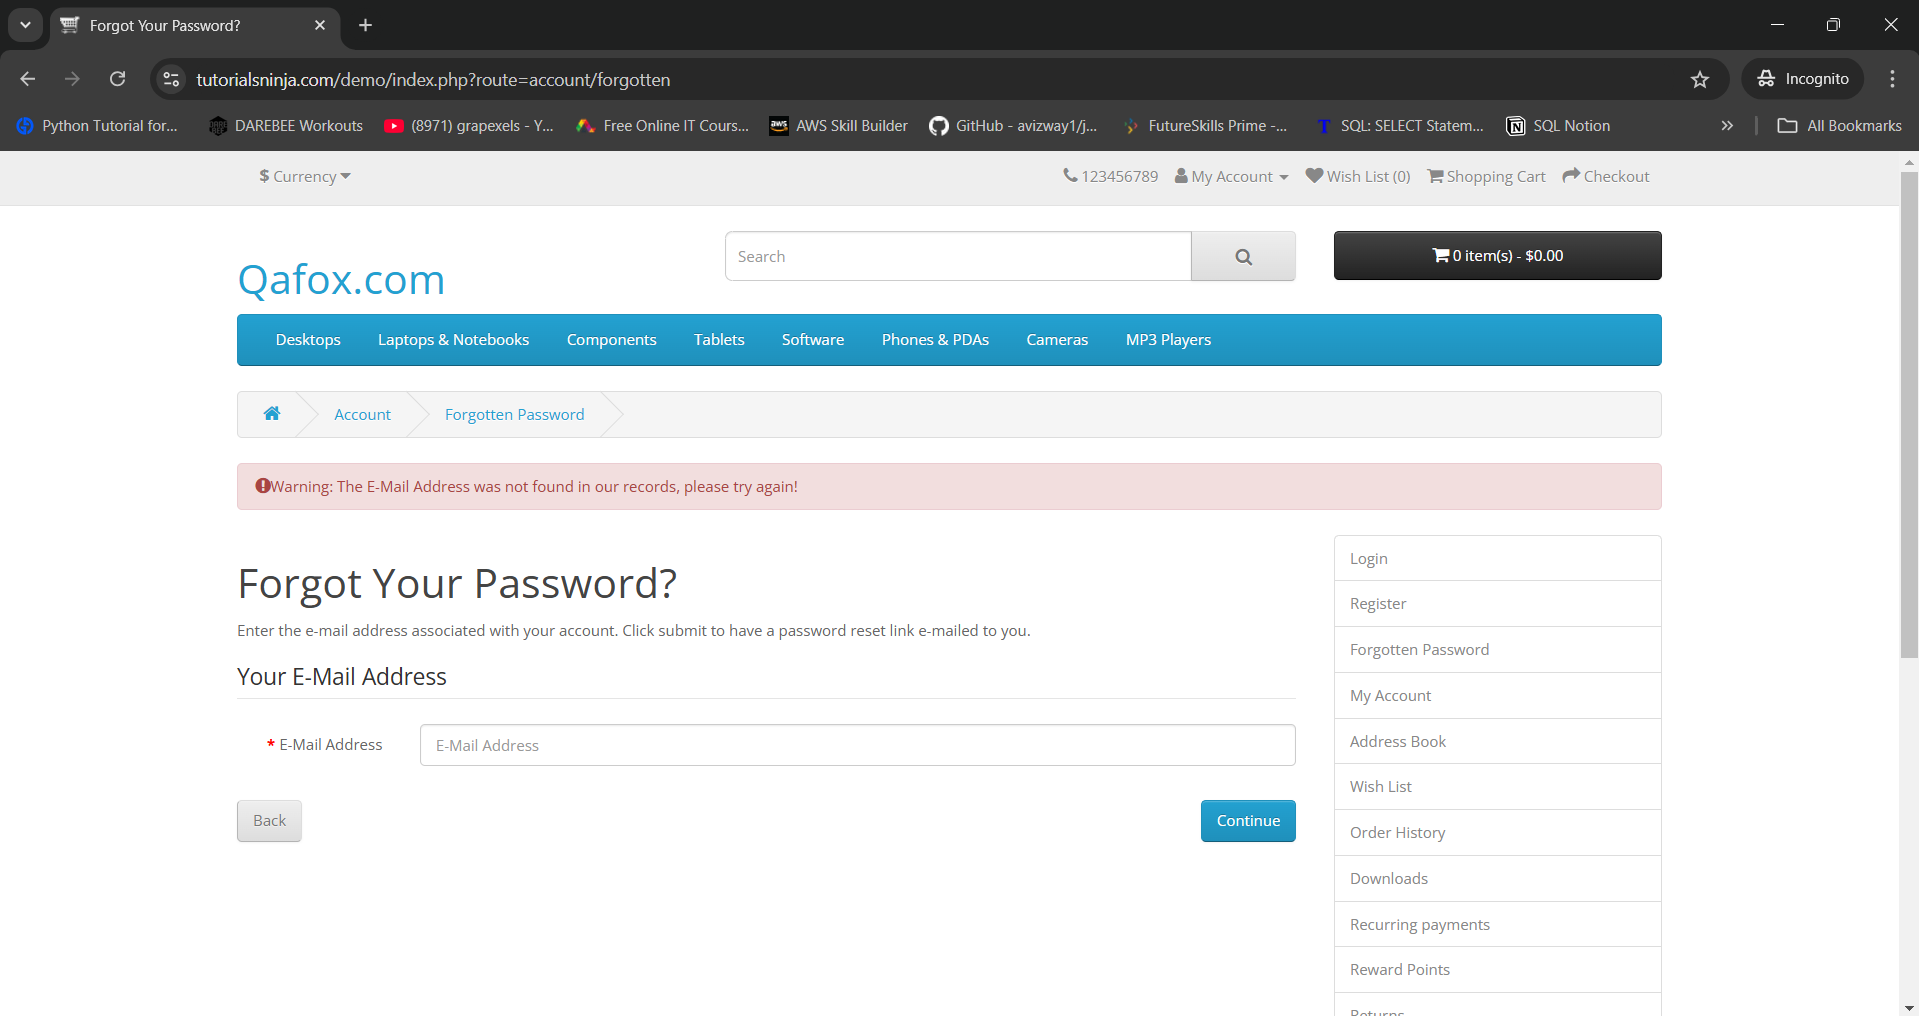 Forgot Your Password?
tutorialsninja.com/demo/index.php?route=account/forgotten
Incognito
Python Tutorial for...
DAREBEE Workouts
(8971) grapexels - Y...
Free Online IT Cours...
aws
AWS Skill Builder
GitHub - avizway1/j...
FutureSkills Prime -...
T
SQL: SELECT Statem...
SQL Notion
All Bookmarks
$ Currency
123456789
My Account
Wish List (0)
Shopping Cart
Checkout
Qafox.com
Search
0 item(s) - $0.00
Desktops
Laptops & Notebooks
Components
Tablets
Software
Phones & PDAs
Cameras
MP3 Players
Account
Forgotten Password
Warning: The E-Mail Address was not found in our records, please try again!
Forgot Your Password?
Enter the e-mail address associated with your account. Click submit to have a password reset link e-mailed to you.
Your E-Mail Address
* E-Mail Address
E-Mail Address
Back
Continue
Login
Register
Forgotten Password
My Account
Address Book
Wish List
Order History
Downloads
Recurring payments
Reward Points
Returns